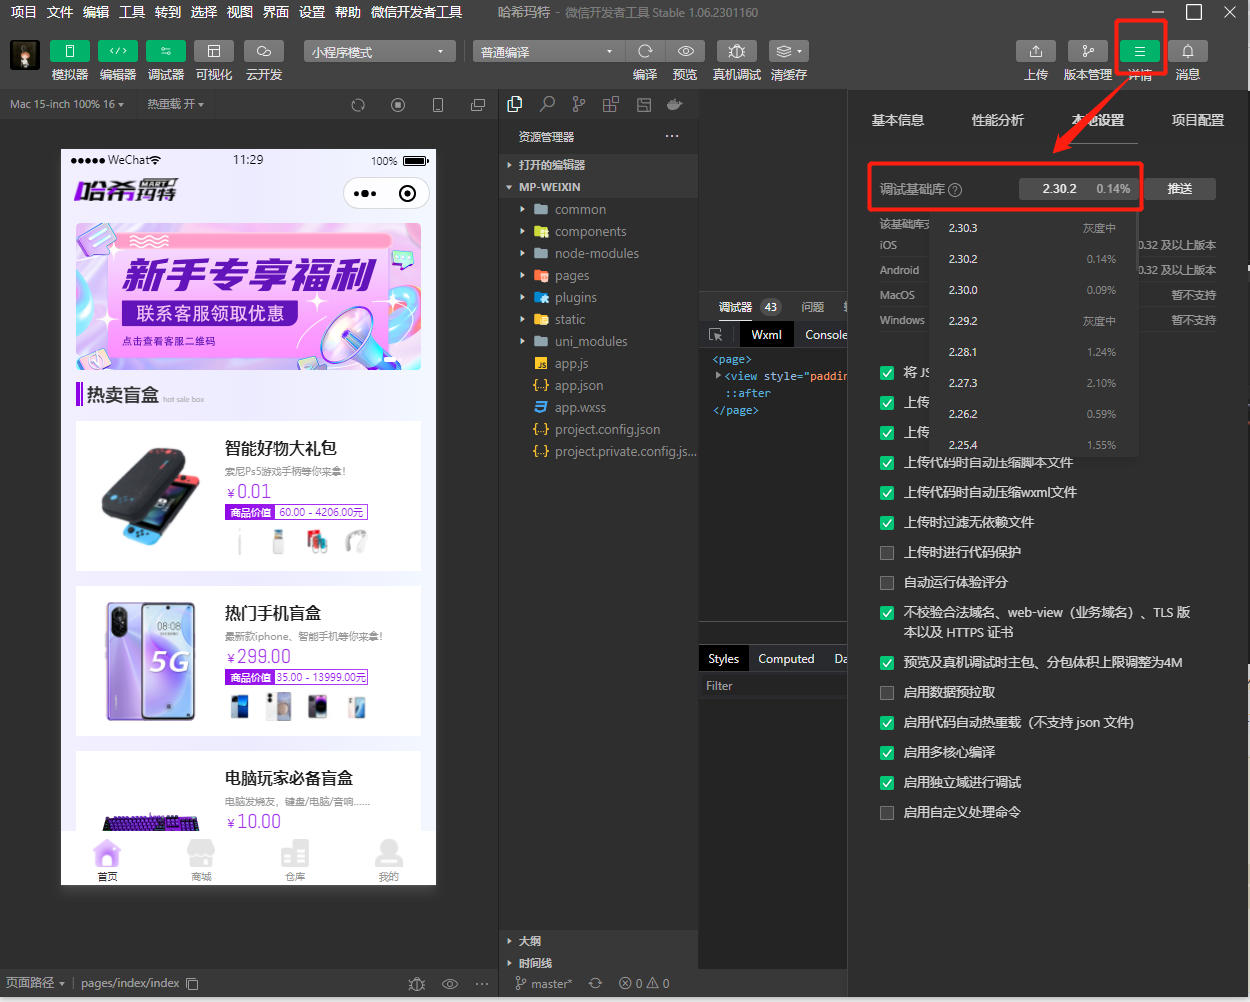 项目 文件 编辑 工具 转到 选择 视图 界面 设置 帮助 微信开发者工具 哈希玛特 - 微信开发者工具 Stable 1.06.2301160
小程序模式 普通编译
模拟器 编辑器 调试器 可视化 云开发 编译 预览 真机调试 清缓存 上传 版本管理 详情 消息
Mac 15-inch 100% 16 热重载 开
WeChat 11:29 100%
哈希玛特
MART
新手专享福利
联系客服领取优惠
点击查看客服二维码
热卖盲盒 hot sale box
智能好物大礼包
索尼Ps5游戏手柄等你来拿！
￥0.01
商品价值 60.00 - 4206.00元
热门手机盲盒
最新款iphone、智能手机等你来拿！
￥299.00
商品价值 35.00 - 13999.00元
08:08
5G
电脑玩家必备盲盒
电脑发烧友，键盘/电脑/音响......
￥10.00
首页 商城 仓库 我的
页面路径 pages/index/index
资源管理器
打开的编辑器
MP-WEIXIN
common
components
node-modules
pages
plugins
static
uni_modules
JS app.js
{..} app.json
app.wxss
{..} project.config.json
{..} project.private.config.js...
大纲
时间线
master* 0 0
调试器 43 问题
Wxml Console
<page>
<view style="paddin
::after
</page>
Styles Computed Da
Filter
基本信息 性能分析 本地设置 项目配置
调试基础库 ? 2.30.2 0.14% 推送
该基础库支
iOS 0.32 及以上版本
Android 0.32 及以上版本
MacOS 暂不支持
Windows 暂不支持
2.30.3 灰度中
2.30.2 0.14%
2.30.0 0.09%
2.29.2 灰度中
2.28.1 1.24%
2.27.3 2.10%
2.26.2 0.59%
2.25.4 1.55%
将 JS
上传
上传
上传代码时自动压缩脚本文件
上传代码时自动压缩wxml文件
上传时过滤无依赖文件
上传时进行代码保护
自动运行体验评分
不校验合法域名、web-view（业务域名）、TLS 版
本以及 HTTPS 证书
预览及真机调试时主包、分包体积上限调整为4M
启用数据预拉取
启用代码自动热重载（不支持 json 文件）
启用多核心编译
启用独立域进行调试
启用自定义处理命令